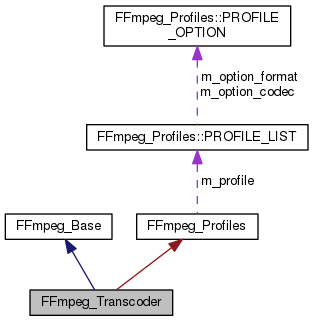 FFmpeg_Profiles::PROFILE
_OPTION
m_option_format
m_option_codec
FFmpeg_Profiles::PROFILE_LIST
m_profile
FFmpeg_Base
FFmpeg_Profiles
FFmpeg_Transcoder